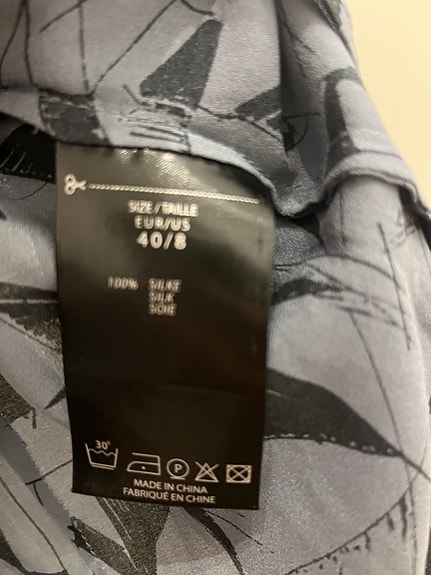 SIZE/TAILLE
EUR/US
40/8
100% SILKE
SILK
SOIE
30°
P
MADE IN CHINA
FABRIQUÉ EN CHINE